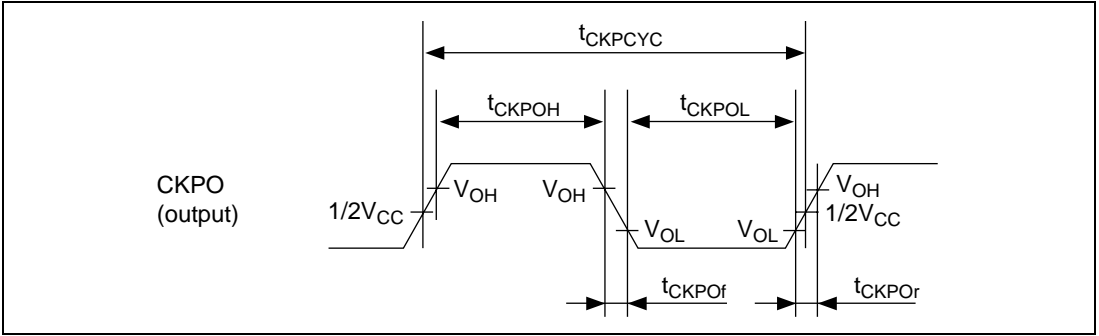 tCKPCYC
tCKPOH tCKPOL
CKPO
(output)
1/2VCC
VOH VOH
VOL VOL
VOH
1/2VCC
tCKPOf tCKPOr